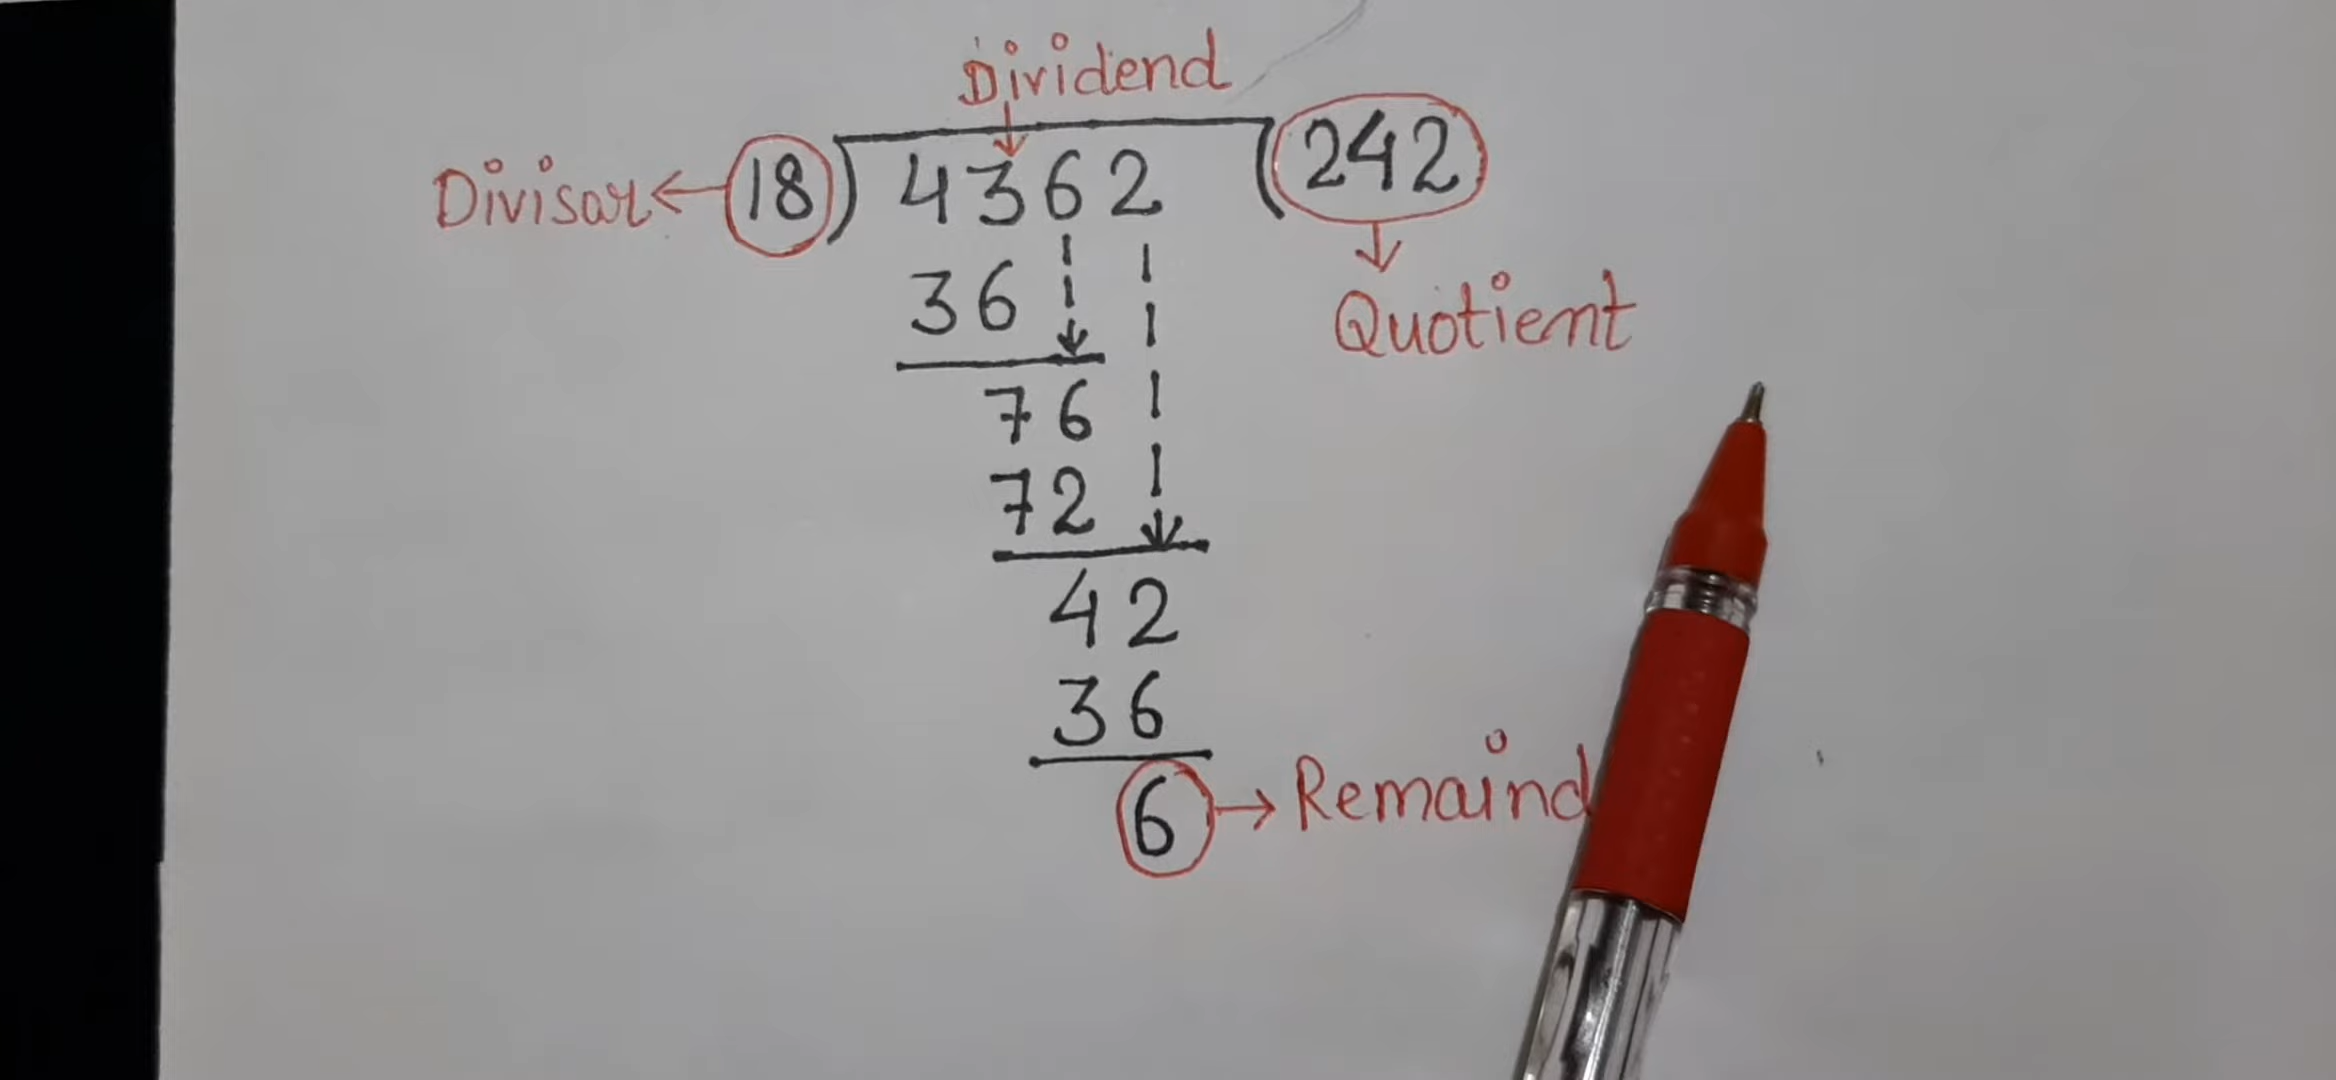 Dividend
Divisor 18 ) 4362 ( 242
36
Quotient
76
72
42
36
6 → Remaind